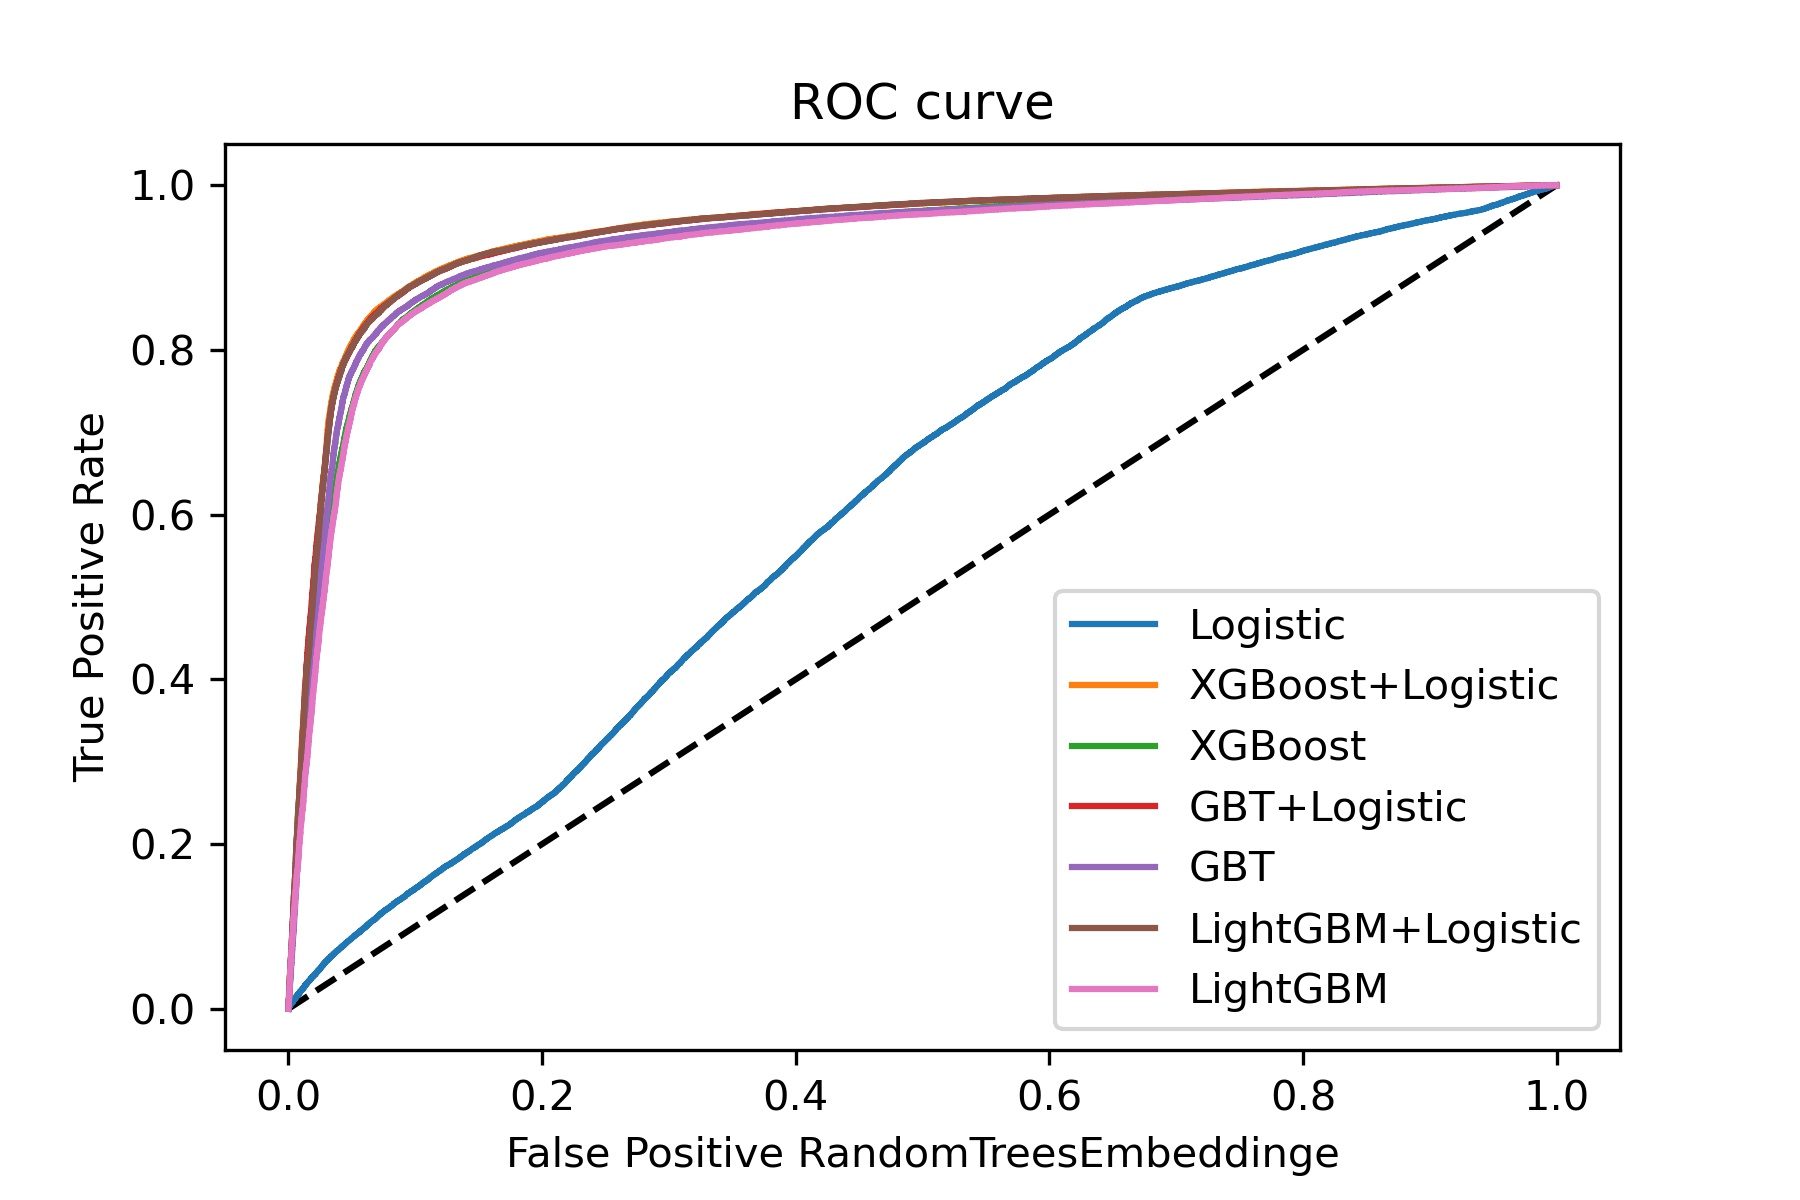 ROC curve
True Positive Rate
1.0
0.8
0.6
0.4
0.2
0.0
0.0 0.2 0.4 0.6 0.8 1.0
False Positive RandomTreesEmbeddinge
Logistic
XGBoost+Logistic
XGBoost
GBT+Logistic
GBT
LightGBM+Logistic
LightGBM